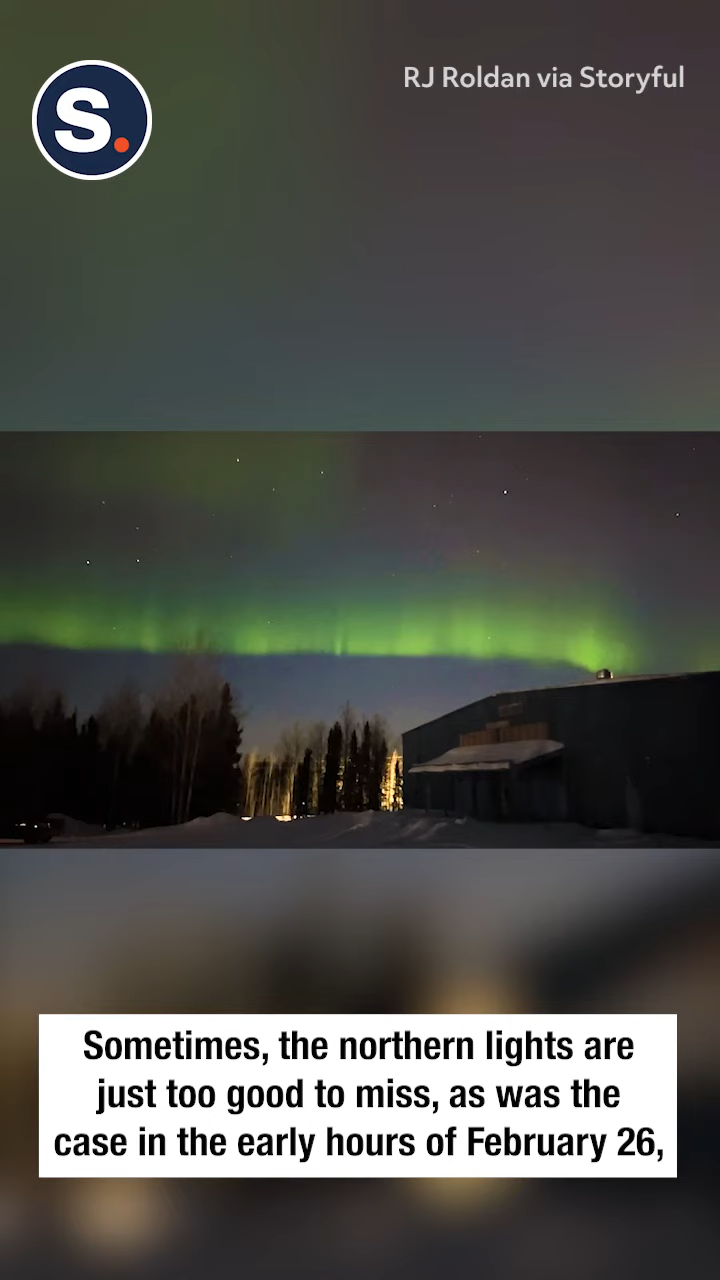 S.
RJ Roldan via Storyful
Sometimes, the northern lights are
just too good to miss, as was the
case in the early hours of February 26,